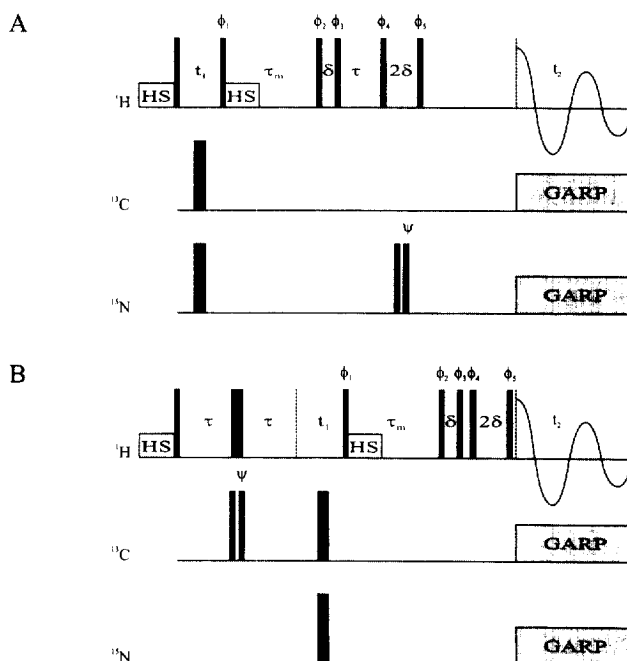 A
ϕ₁ ϕ₂ ϕ₃ ϕ₄ ϕ₅
¹H HS t₁ HS τₘ δ τ 2δ t₂
¹³C GARP
ψ
¹⁵N GARP
B
ϕ₁ ϕ₂ ϕ₃ ϕ₄ ϕ₅
¹H HS τ τ t₁ HS τₘ δ 2δ t₂
ψ
¹³C GARP
¹⁵N GARP